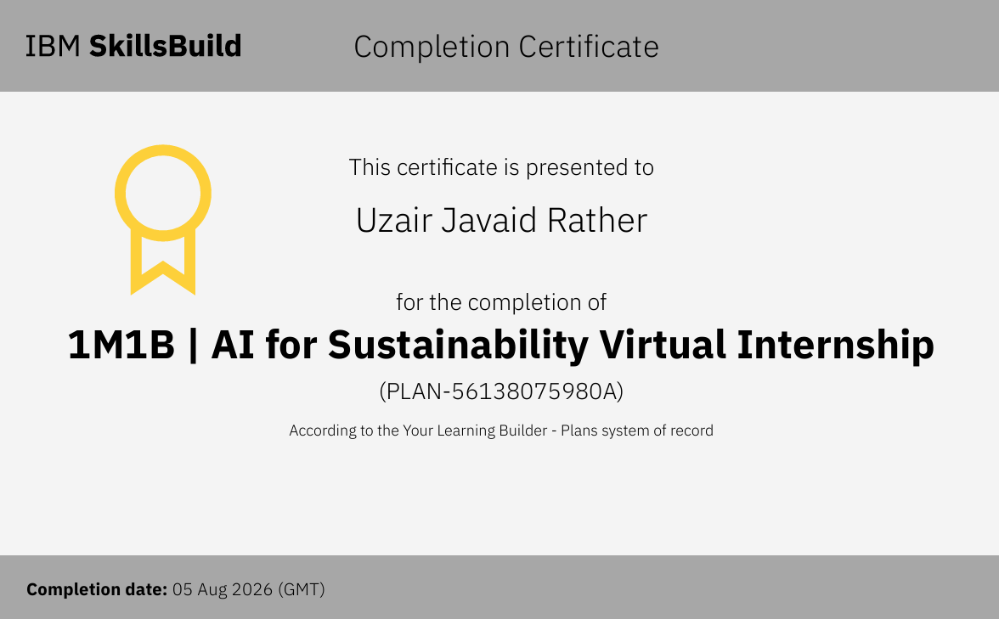 IBM SkillsBuild
Completion Certificate
This certificate is presented to
Uzair Javaid Rather
for the completion of
1M1B | AI for Sustainability Virtual Internship
(PLAN-56138075980A)
According to the Your Learning Builder - Plans system of record
Completion date: 05 Aug 2026 (GMT)